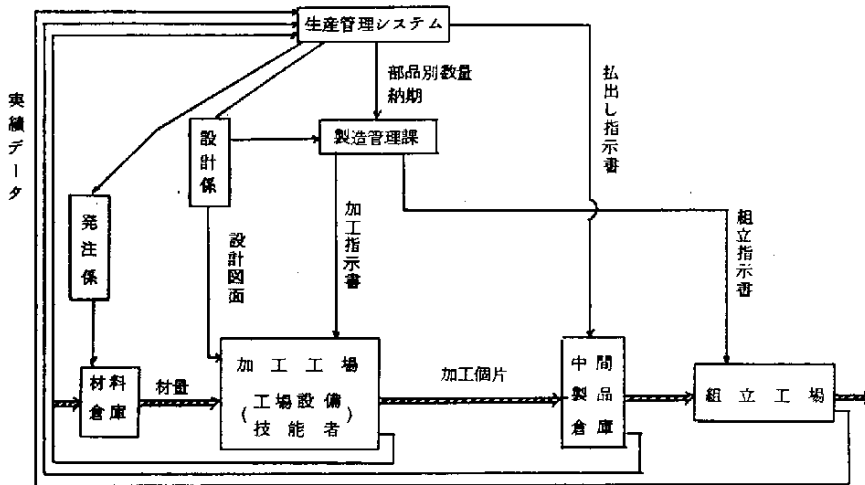 生産管理システム
部品別数量
納期
払出し指示書
実績データ
設計係
製造管理課
発注係
設計図面
加工指示書
組立指示書
材料
倉庫
材量
加工工場
(工場設備
技能者)
加工個片
中間
製品
倉庫
組立工場